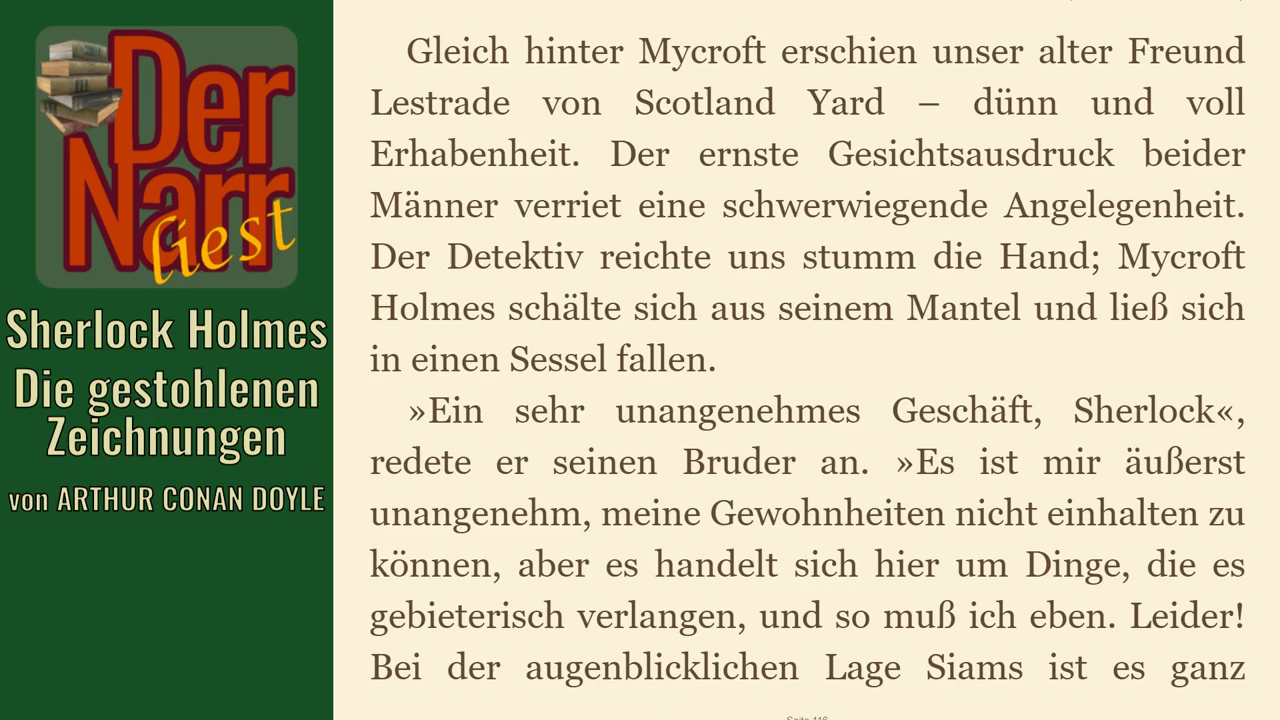 Der
Narr
liest
Sherlock Holmes
Die gestohlenen
Zeichnungen
von ARTHUR CONAN DOYLE
Gleich hinter Mycroft erschien unser alter Freund
Lestrade von Scotland Yard – dünn und voll
Erhabenheit. Der ernste Gesichtsausdruck beider
Männer verriet eine schwerwiegende Angelegenheit.
Der Detektiv reichte uns stumm die Hand; Mycroft
Holmes schälte sich aus seinem Mantel und ließ sich
in einen Sessel fallen.
»Ein sehr unangenehmes Geschäft, Sherlock«,
redete er seinen Bruder an. »Es ist mir äußerst
unangenehm, meine Gewohnheiten nicht einhalten zu
können, aber es handelt sich hier um Dinge, die es
gebieterisch verlangen, und so muß ich eben. Leider!
Bei der augenblicklichen Lage Siams ist es ganz